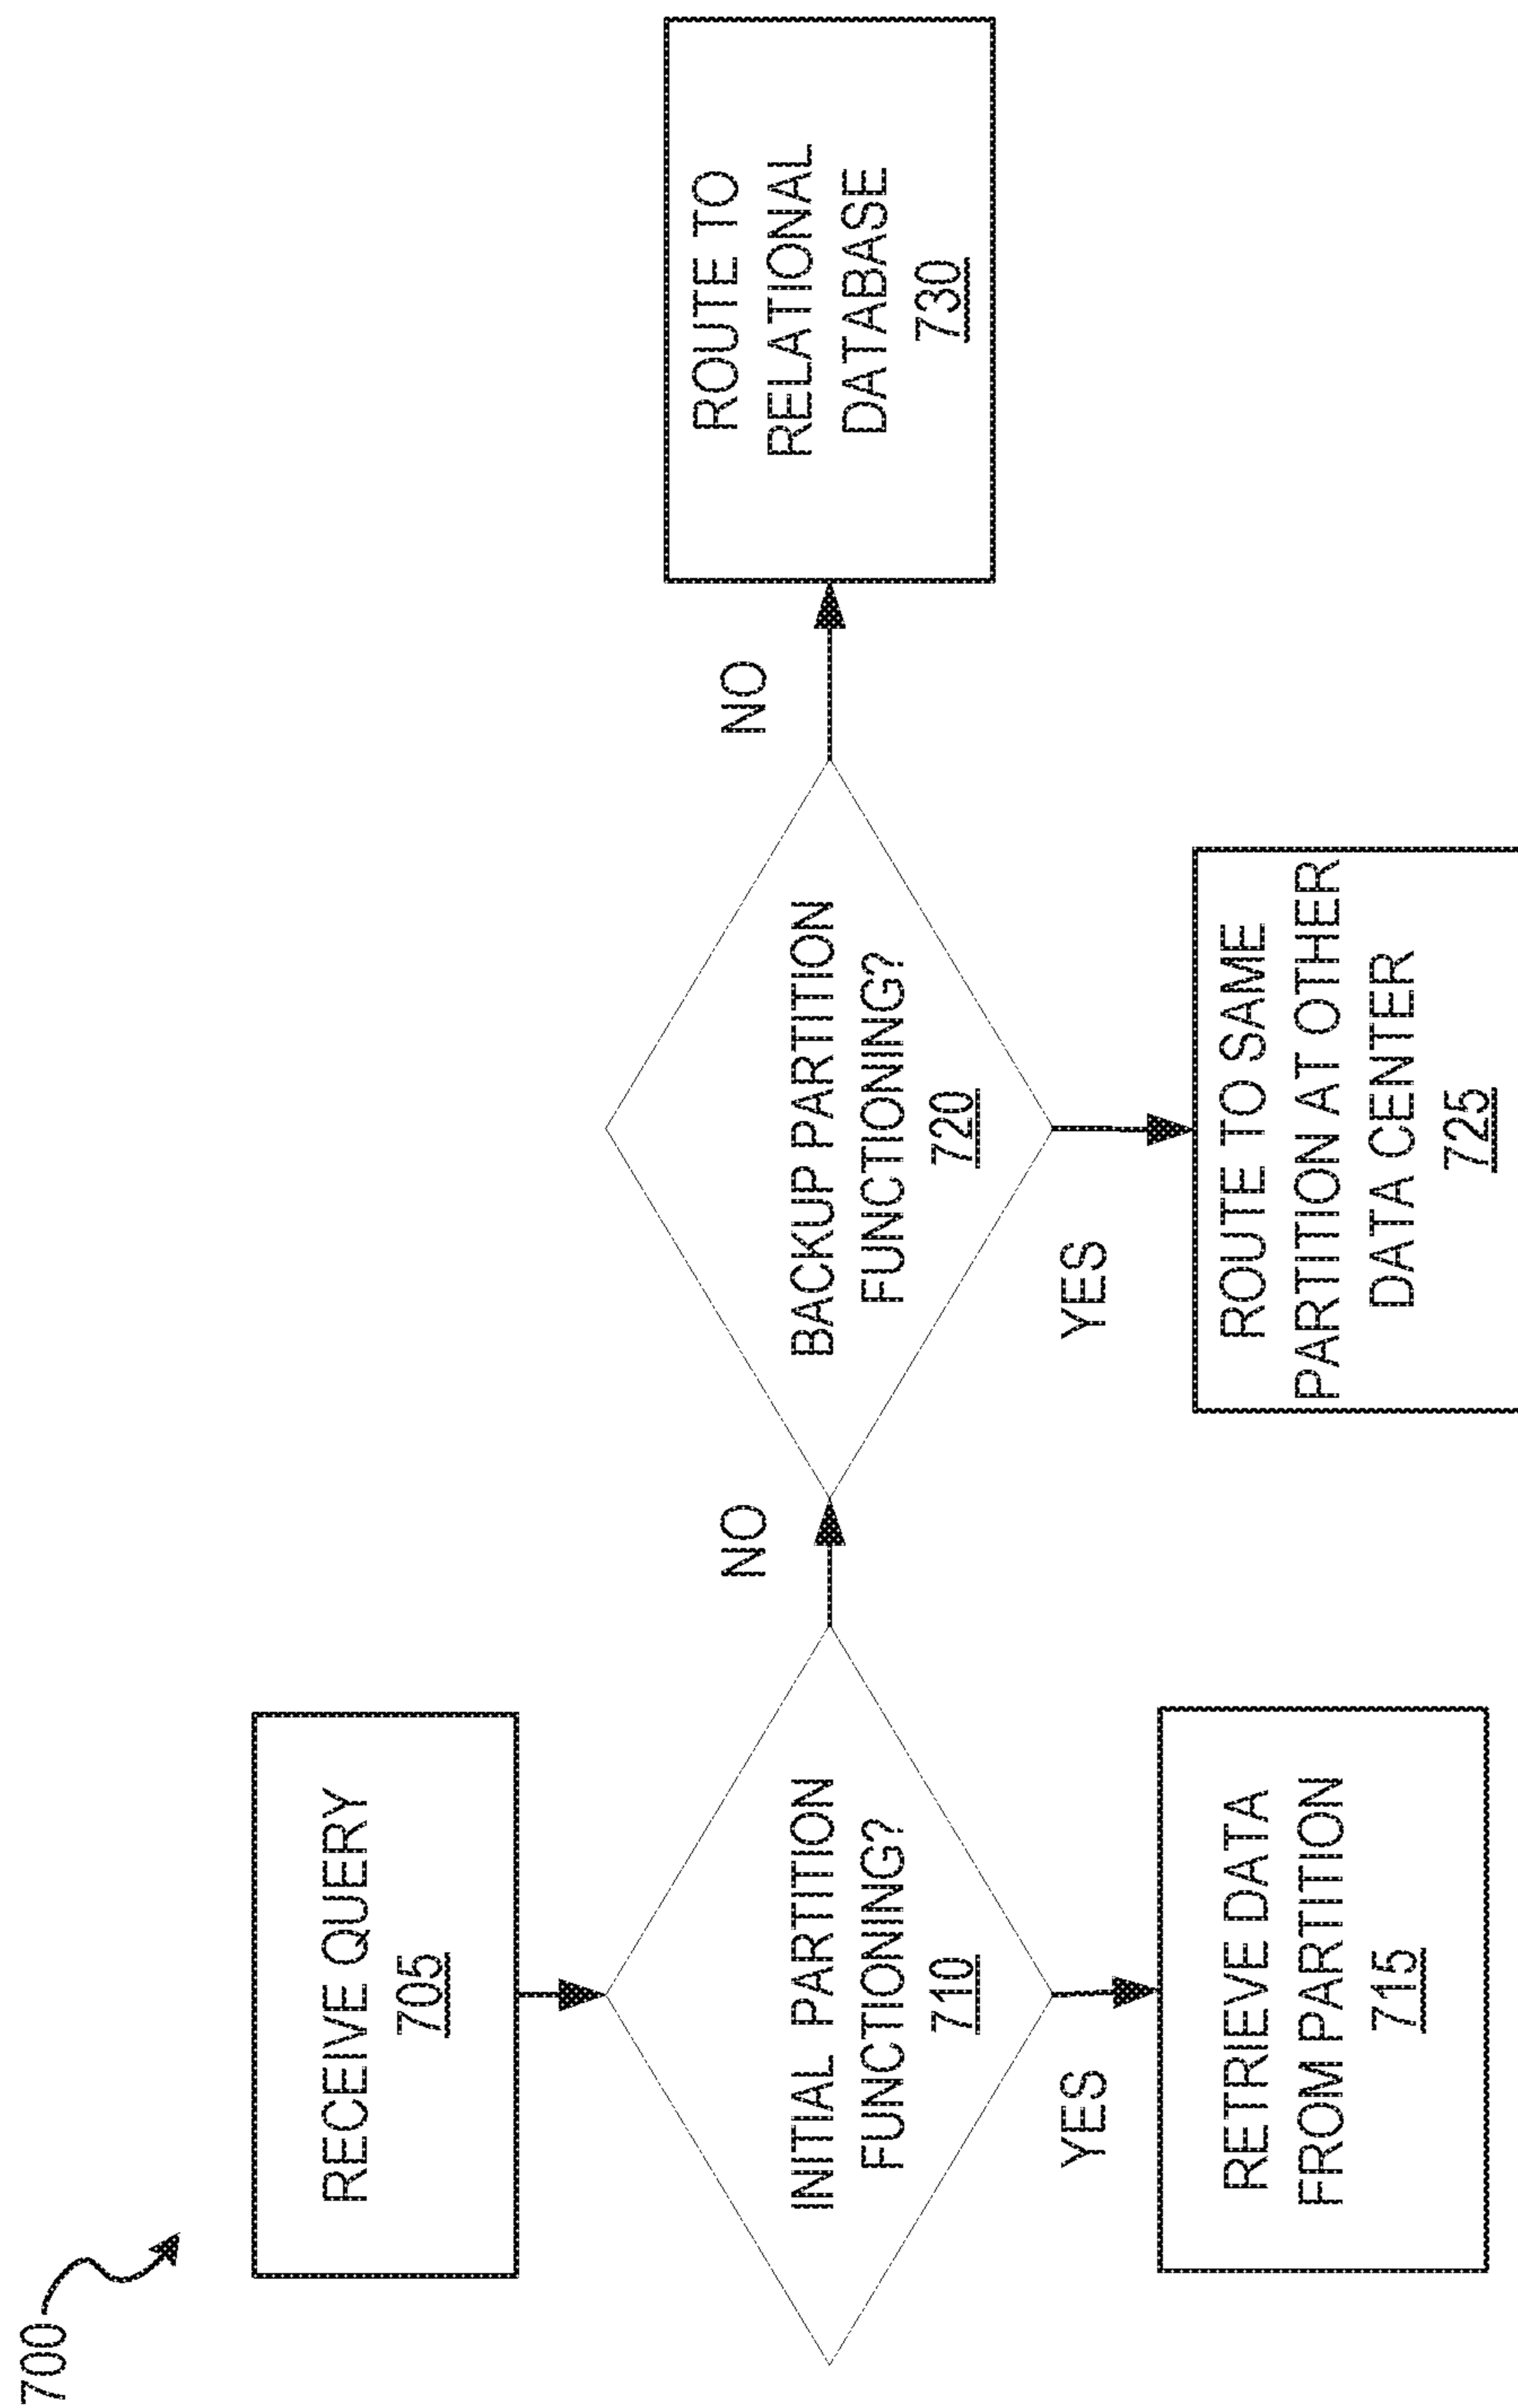 700
RECEIVE QUERY
705
INITIAL PARTITION
FUNCTIONING?
710
YES
RETRIEVE DATA
FROM PARTITION
715
NO
BACKUP PARTITION
FUNCTIONING?
720
YES
ROUTE TO SAME
PARTITION AT OTHER
DATA CENTER
725
NO
ROUTE TO
RELATIONAL
DATABASE
730